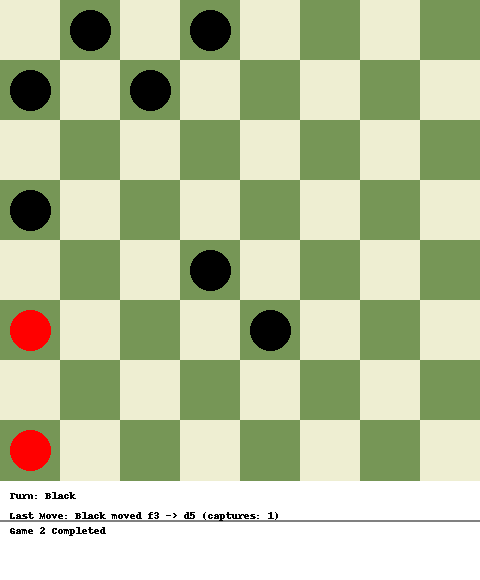 Turn: Black
Last Move: Black moved f3 -> d5 (captures: 1)
Game 2 Completed